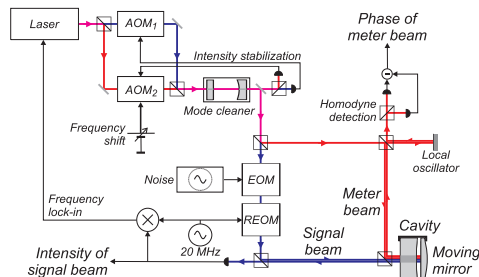 Laser
AOM1
AOM2
Intensity stabilization
Mode cleaner
Frequency
shift
Phase of
meter beam
Homodyne
detection
Local
oscillator
Noise
EOM
REOM
Frequency
lock-in
20 MHz
Meter
beam
Signal
beam
Cavity
Moving
mirror
Intensity of
signal beam